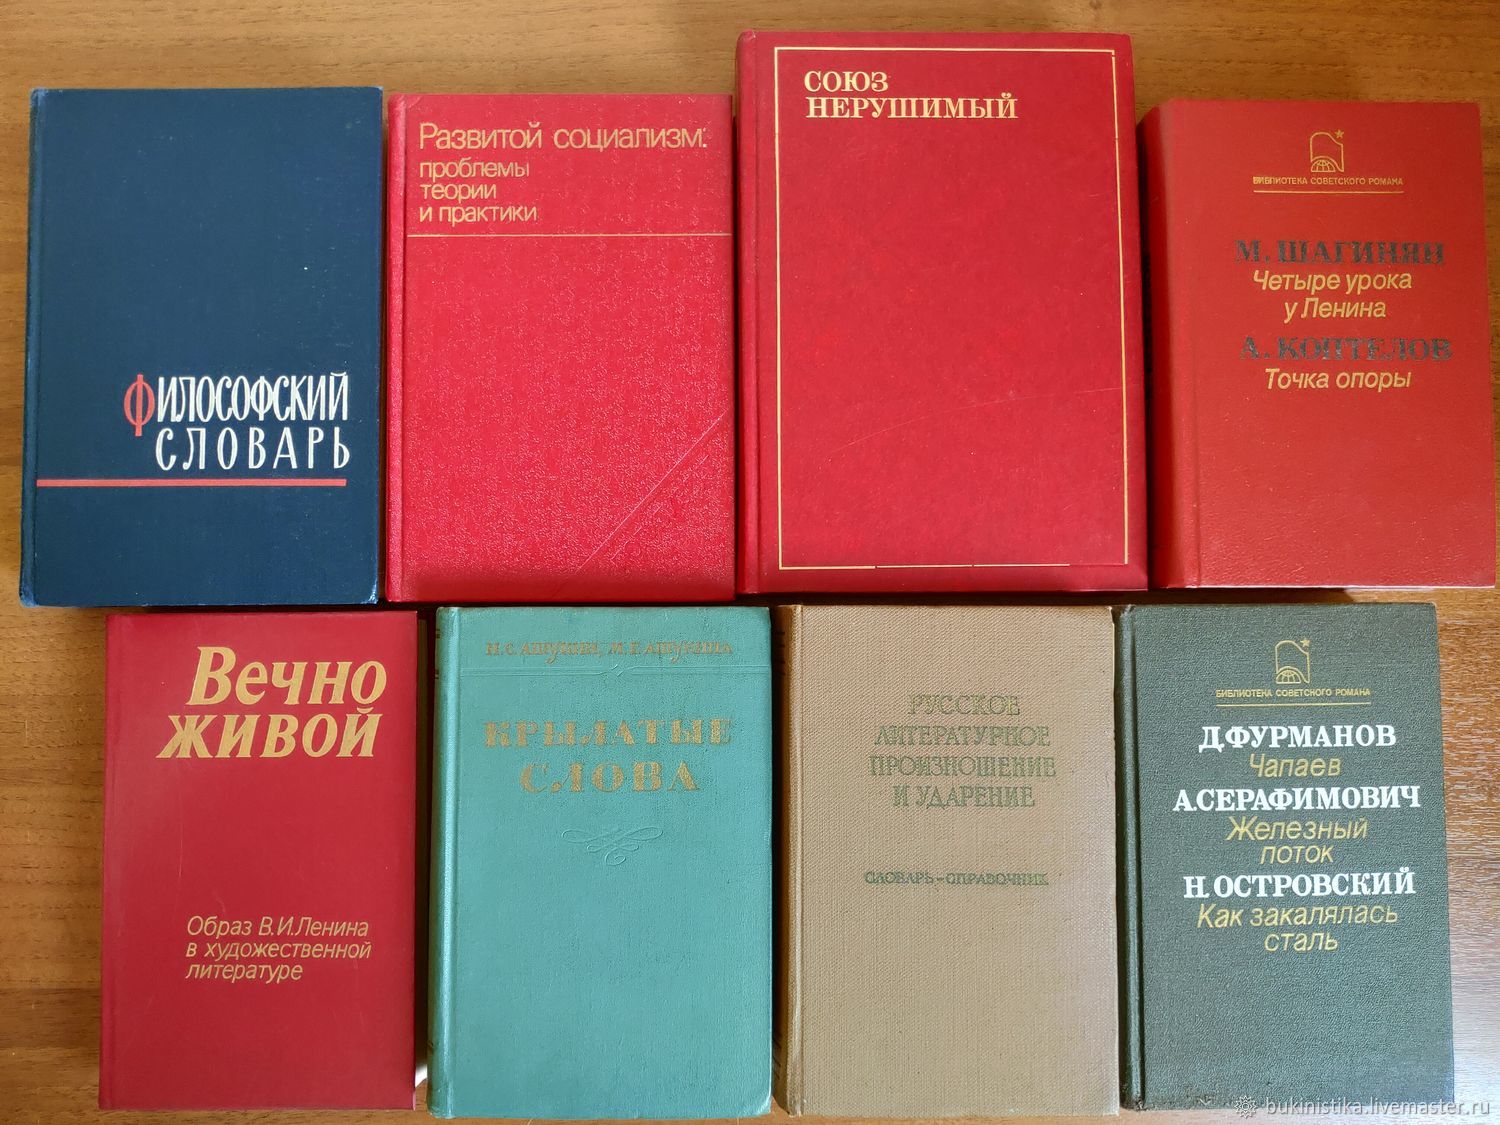 ФИЛОСОФСКИЙ
СЛОВАРЬ
Развитой социализм:
проблемы
теории
и практики
СОЮЗ
НЕРУШИМЫЙ
БИБЛИОТЕКА СОВЕТСКОГО РОМАНА
М. ШАГИНЯН
Четыре урока
у Ленина
А. КОПТЕЛОВ
Точка опоры
Вечно
живой
Образ В.И.Ленина
в художественной
литературе
Н. С. АШУКИН, М. Г. АШУКИНА
КРЫЛАТЫЕ
СЛОВА
РУССКОЕ
ЛИТЕРАТУРНОЕ
ПРОИЗНОШЕНИЕ
И УДАРЕНИЕ
СЛОВАРЬ-СПРАВОЧНИК
БИБЛИОТЕКА СОВЕТСКОГО РОМАНА
Д.ФУРМАНОВ
Чапаев
А.СЕРАФИМОВИЧ
Железный
поток
Н.ОСТРОВСКИЙ
Как закалялась
сталь
bukinistika.livemaster.ru